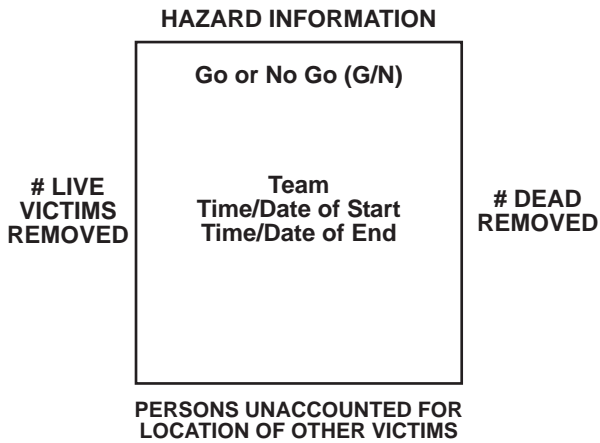 HAZARD INFORMATION
Go or No Go (G/N)
# LIVE
VICTIMS
REMOVED
Team
Time/Date of Start
Time/Date of End
# DEAD
REMOVED
PERSONS UNACCOUNTED FOR
LOCATION OF OTHER VICTIMS